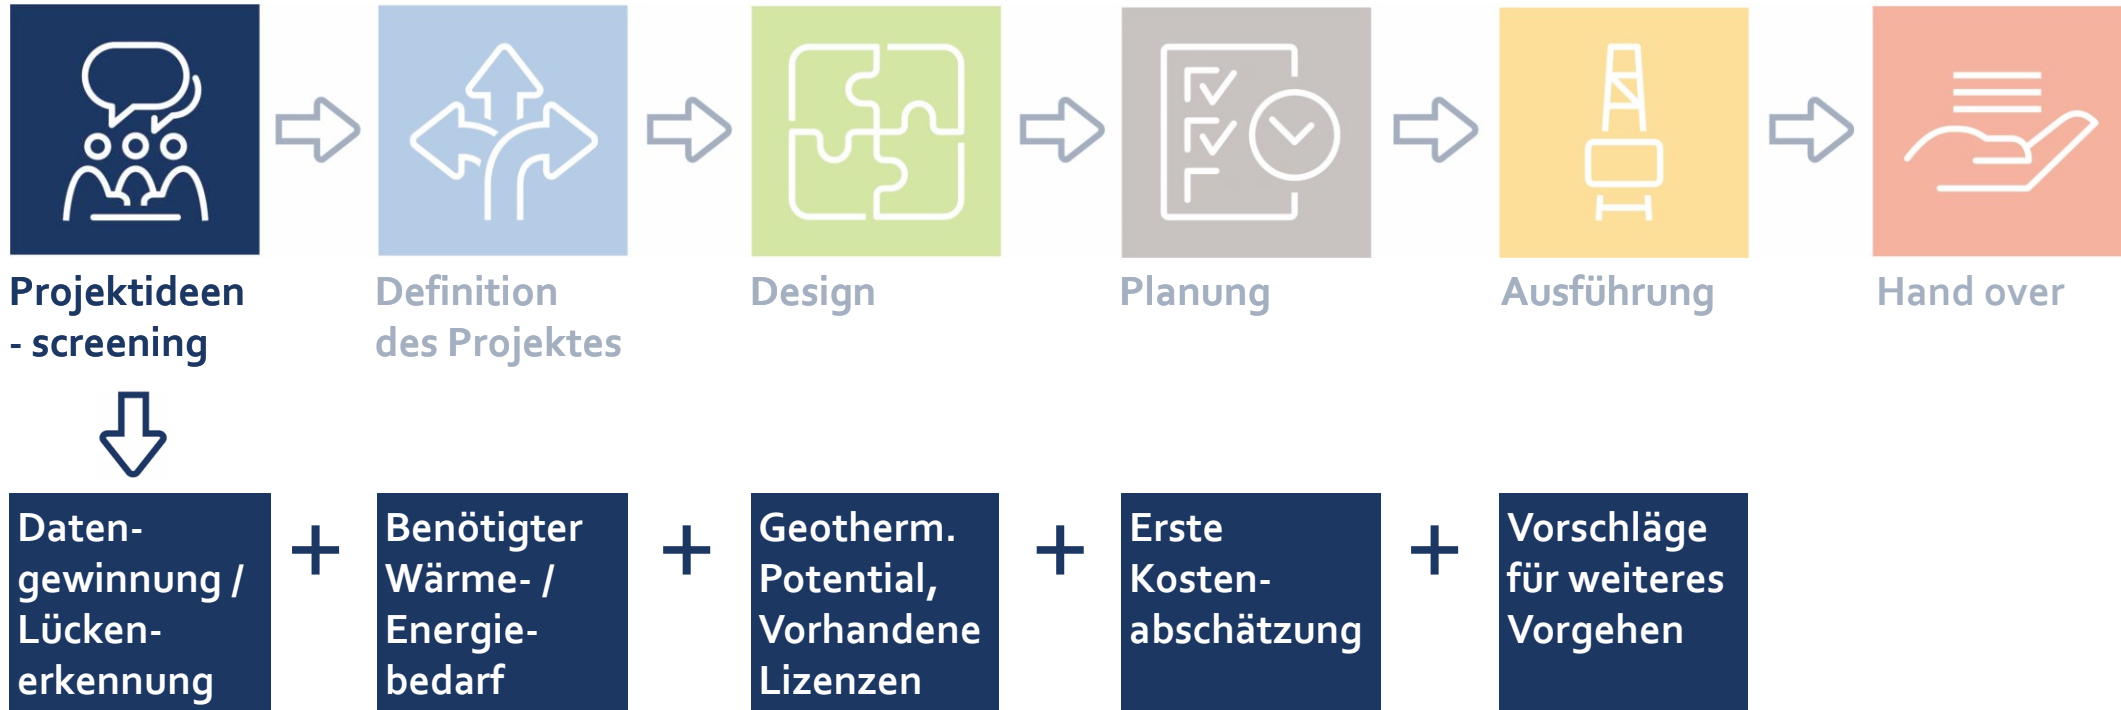 Projektideen
- screening
Definition
des Projektes
Design
Planung
Ausführung
Hand over
Daten-
gewinnung /
Lücken-
erkennung
+
Benötigter
Wärme- /
Energie-
bedarf
+
Geotherm.
Potential,
Vorhandene
Lizenzen
+
Erste
Kosten-
abschätzung
+
Vorschläge
für weiteres
Vorgehen